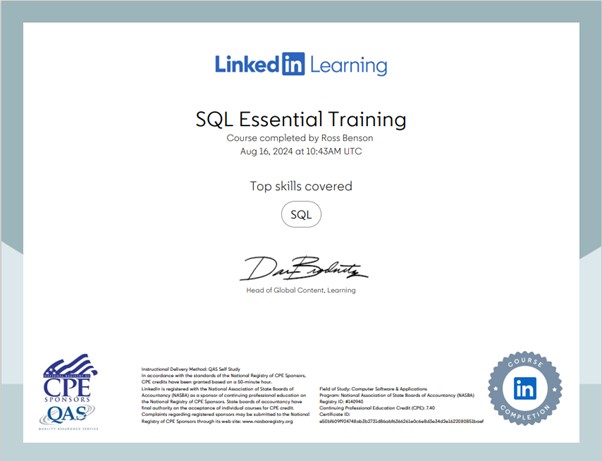 LinkedIn Learning
SQL Essential Training
Course completed by Ross Benson
Aug 16, 2024 at 10:43AM UTC
Top skills covered
SQL
Head of Global Content, Learning
NATIONAL REGISTRY OF
CPE
SPONSORS
QAS
QUALITY ASSURANCE SERVICE
Instructional Delivery Method: QAS Self Study
In accordance with the standards of the National Registry of CPE Sponsors,
CPE credits have been granted based on a 50-minute hour.
LinkedIn is registered with the National Association of State Boards of
Accountancy (NASBA) as a sponsor of continuing professional education on
the National Registry of CPE Sponsors. State boards of accountancy have
final authority on the acceptance of individual courses for CPE credit.
Complaints regarding registered sponsors may be submitted to the National
Registry of CPE Sponsors through its web site: www.nasbaregistry.org
Field of Study: Computer Software & Applications
Program: National Association of State Boards of Accountancy (NASBA)
Registry ID: #140940
Continuing Professional Education Credit (CPE): 7.40
Certificate ID:
COURSE
in
COMPLETION